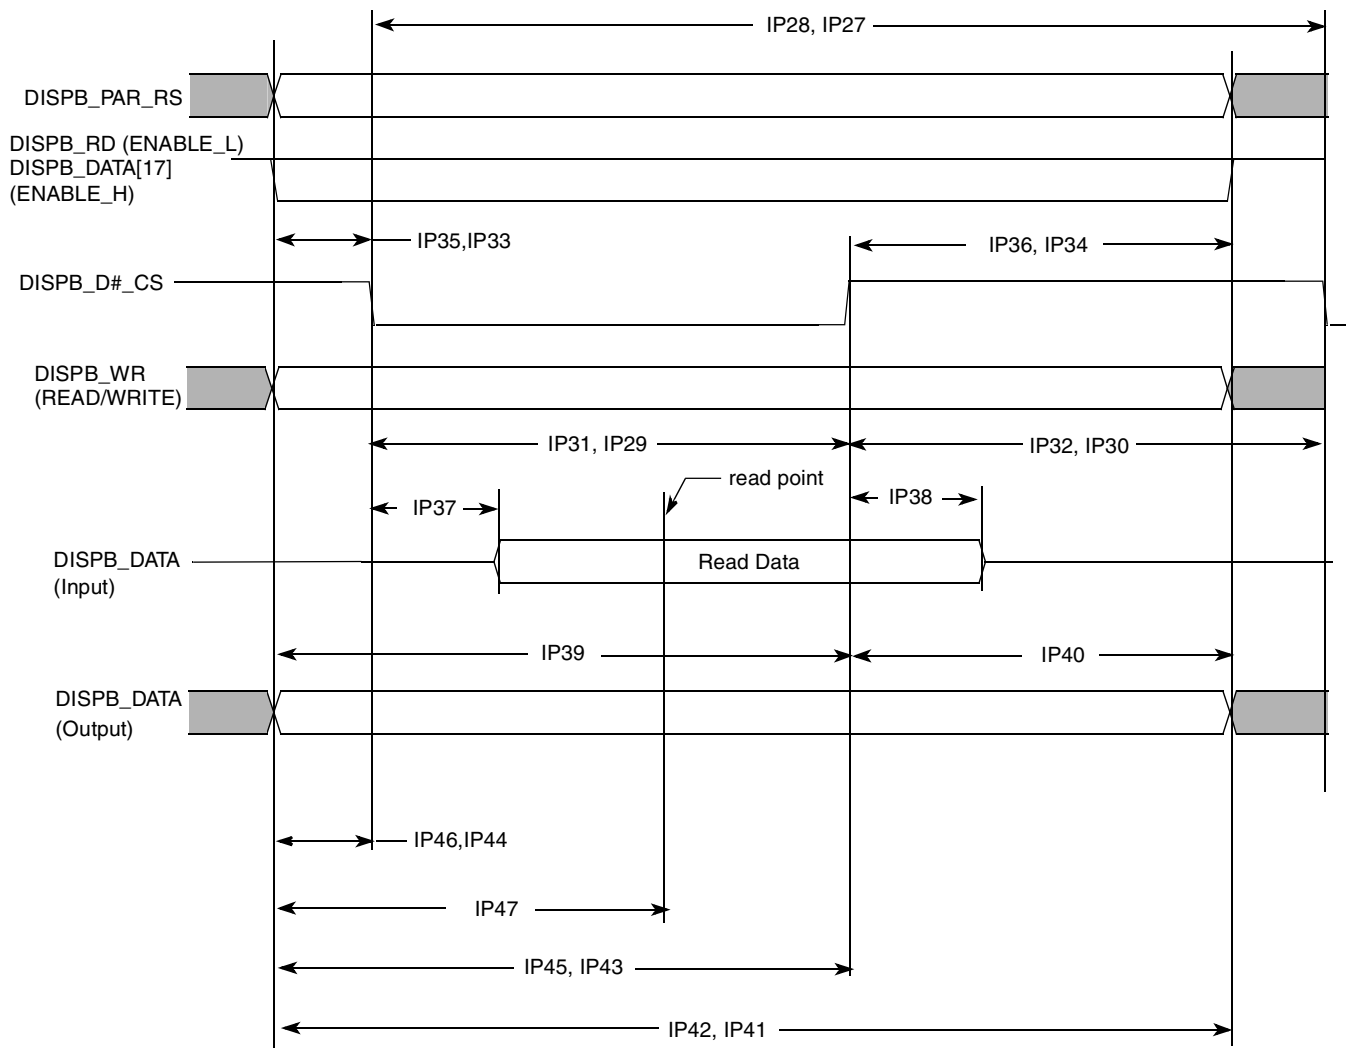 IP28, IP27
DISPB_PAR_RS
DISPB_RD (ENABLE_L)
DISPB_DATA[17]
(ENABLE_H)
IP35,IP33
IP36, IP34
DISPB_D#_CS
DISPB_WR
(READ/WRITE)
IP31, IP29
IP32, IP30
read point
IP37
IP38
DISPB_DATA
(Input)
Read Data
IP39
IP40
DISPB_DATA
(Output)
IP46,IP44
IP47
IP45, IP43
IP42, IP41